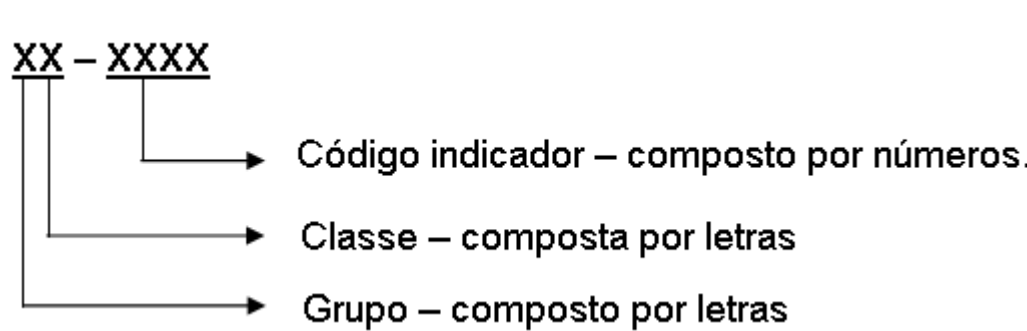 XX – XXXX
Código indicador – composto por números.
Classe – composta por letras
Grupo – composto por letras